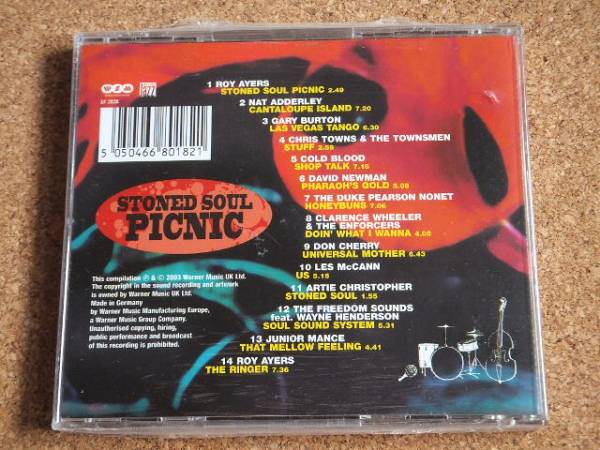 1 ROY AYERS
STONED SOUL PICNIC 2.49
2 NAT ADDERLEY
CANTALOUPE ISLAND 7.20
3 GARY BURTON
LAS VEGAS TANGO 6.30
4 CHRIS TOWNS & THE TOWNSMEN
STUFF 2.59
5 COLD BLOOD
SHOP TALK 7.15
6 DAVID NEWMAN
PHARAOH'S GOLD 5.08
7 THE DUKE PEARSON NONET
HONEYBUNS 7.06
8 CLARENCE WHEELER
& THE ENFORCERS
DOIN' WHAT I WANNA 4.05
9 DON CHERRY
UNIVERSAL MOTHER 6.43
10 LES McCANN
US 5.16
11 ARTIE CHRISTOPHER
STONED SOUL 1.55
12 THE FREEDOM SOUNDS
feat. WAYNE HENDERSON
SOUL SOUND SYSTEM 5.31
13 JUNIOR MANCE
THAT MELLOW FEELING 4.41
14 ROY AYERS
THE RINGER 7.36
WSM
jazz
5 050466 801821
STONED SOUL
PICNIC
This compilation ℗ & © 2003 Warner Music UK Ltd.
The copyright in the sound recording and artwork
is owned by Warner Music UK Ltd.
Made in Germany
by Warner Music Manufacturing Europe,
a Warner Music Group Company.
Unauthorised copying, hiring,
public performance and broadcast
of this recording is prohibited.